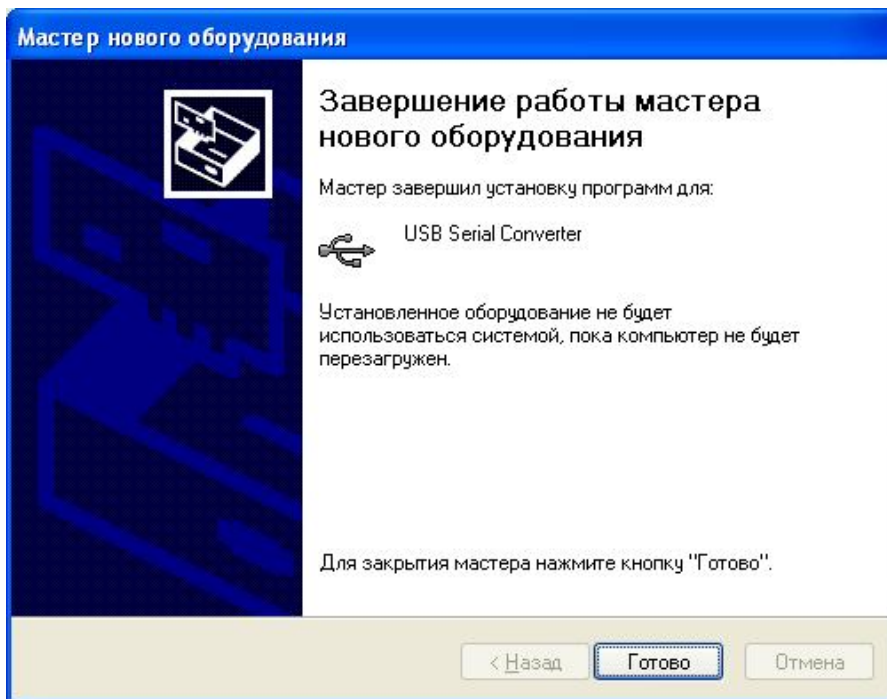 Мастер нового оборудования
Завершение работы мастера
нового оборудования
Мастер завершил установку программ для:
USB Serial Converter
Установленное оборудование не будет
использоваться системой, пока компьютер не будет
перезагружен.
Для закрытия мастера нажмите кнопку "Готово".
< Назад
Готово
Отмена